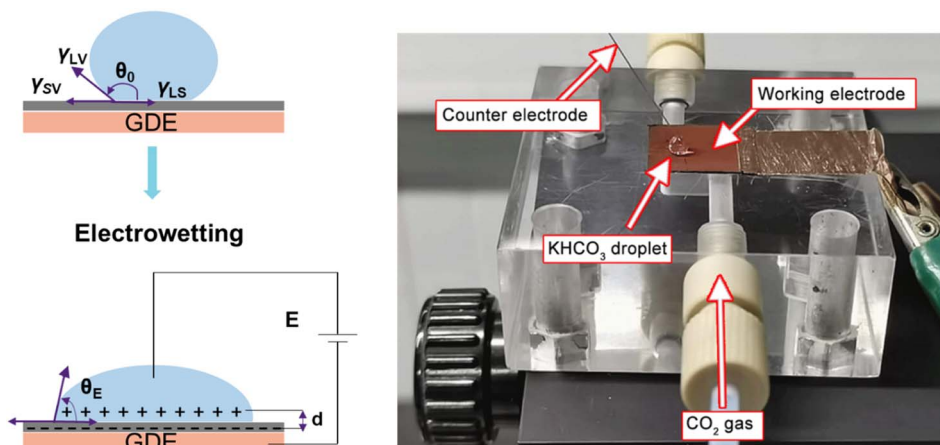 γLV
θ0
γSV
γLS
GDE
Electrowetting
E
θE
+ + + + + + + + + +
d
GDE
Counter electrode
Working electrode
KHCO3 droplet
CO2 gas